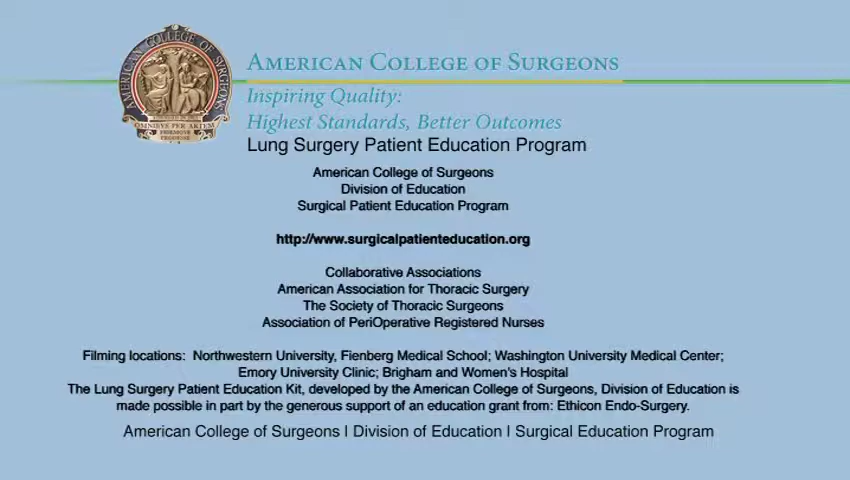 AMERICAN COLLEGE OF SURGEONS
AMERICAN COLLEGE OF SURGEONS
Inspiring Quality:
Highest Standards, Better Outcomes
OMNIBVS PER ARTEM
Lung Surgery Patient Education Program
American College of Surgeons
Division of Education
Surgical Patient Education Program
http://www.surgicalpatienteducation.org
Collaborative Associations
American Association for Thoracic Surgery
The Society of Thoracic Surgeons
Association of PeriOperative Registered Nurses
Filming locations: Northwestern University, Fienberg Medical School; Washington University Medical Center;
Emory University Clinic; Brigham and Women's Hospital
The Lung Surgery Patient Education Kit, developed by the American College of Surgeons, Division of Education is
made possible in part by the generous support of an education grant from: Ethicon Endo-Surgery.
American College of Surgeons | Division of Education | Surgical Education Program